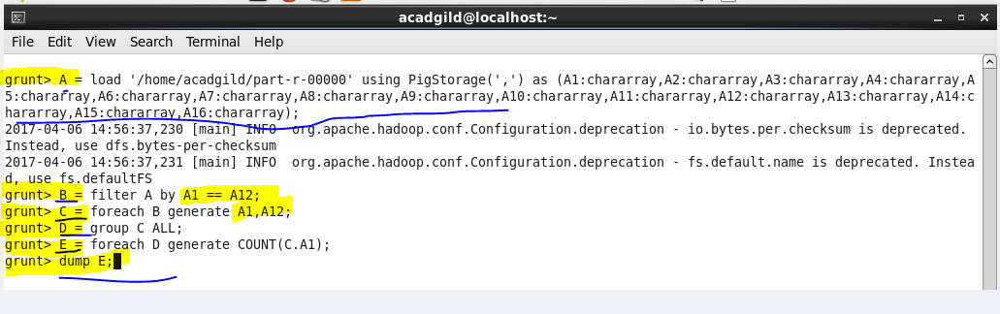 acadgild@localhost:~
File Edit View Search Terminal Help
grunt> A = load '/home/acadgild/part-r-00000' using PigStorage(',') as (A1:chararray,A2:chararray,A3:chararray,A4:chararray,A
5:chararray,A6:chararray,A7:chararray,A8:chararray,A9:chararray,A10:chararray,A11:chararray,A12:chararray,A13:chararray,A14:c
hararray,A15:chararray,A16:chararray);
2017-04-06 14:56:37,230 [main] INFO  org.apache.hadoop.conf.Configuration.deprecation - io.bytes.per.checksum is deprecated.
Instead, use dfs.bytes-per-checksum
2017-04-06 14:56:37,231 [main] INFO  org.apache.hadoop.conf.Configuration.deprecation - fs.default.name is deprecated. Instea
d, use fs.defaultFS
grunt> B = filter A by A1 == A12;
grunt> C = foreach B generate A1,A12;
grunt> D = group C ALL;
grunt> E = foreach D generate COUNT(C.A1);
grunt> dump E;